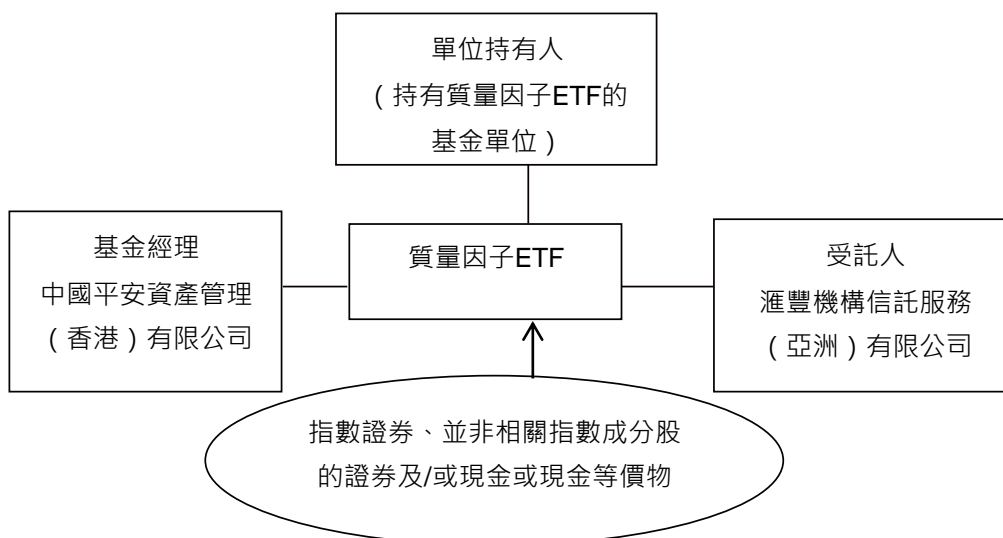 單位持有人
（持有質量因子ETF的
基金單位）
基金經理
中國平安資產管理
（香港）有限公司
質量因子ETF
受託人
滙豐機構信託服務
（亞洲）有限公司
指數證券、並非相關指數成分股
的證券及/或現金或現金等價物